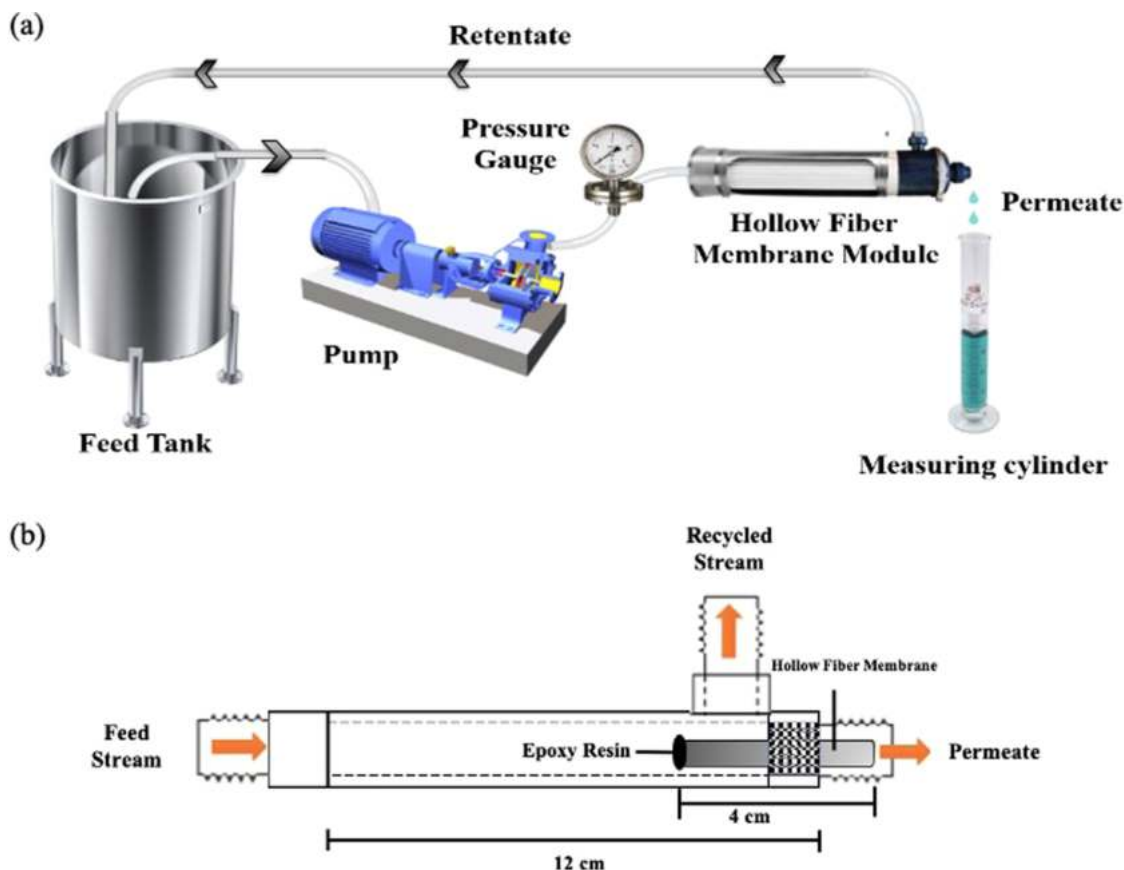 (a)
Retentate
Pressure
Gauge
Permeate
Hollow Fiber
Membrane Module
Pump
Feed Tank
Measuring cylinder
(b)
Recycled
Stream
Hollow Fiber Membrane
Feed
Stream
Epoxy Resin
Permeate
4 cm
12 cm